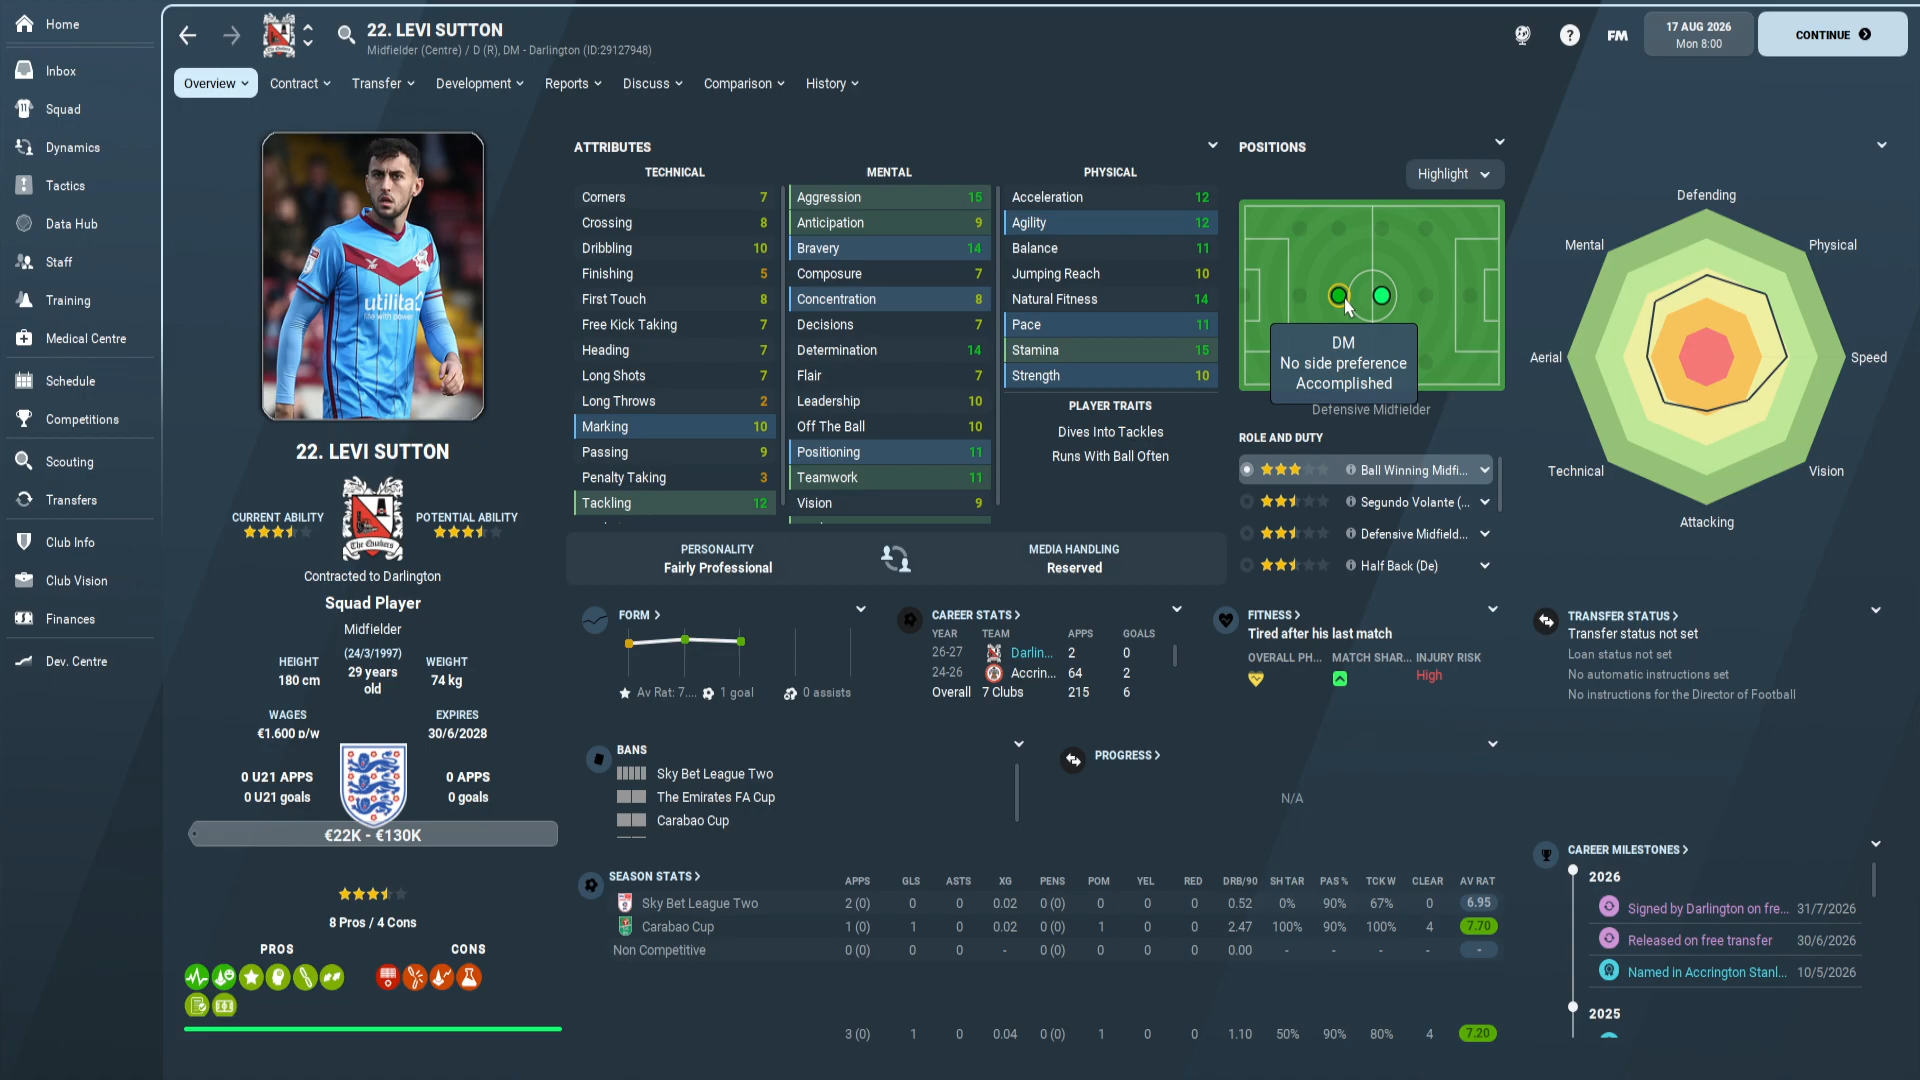 Home
Inbox
Squad
Dynamics
Tactics
Data Hub
Staff
Training
Medical Centre
Schedule
Competitions
Scouting
Transfers
Club Info
Club Vision
Finances
Dev. Centre
22. LEVI SUTTON
Midfielder (Centre) / D (R), DM - Darlington (ID:29127948)
FM
17 AUG 2026
Mon 8:00
CONTINUE
Overview
Contract
Transfer
Development
Reports
Discuss
Comparison
History
utilita
life with power
22. LEVI SUTTON
CURRENT ABILITY
POTENTIAL ABILITY
The Quakers
Contracted to Darlington
Squad Player
Midfielder
HEIGHT
180 cm
(24/3/1997)
29 years old
WEIGHT
74 kg
WAGES
€1.600 p/w
EXPIRES
30/6/2028
0 U21 APPS
0 U21 goals
0 APPS
0 goals
€22K - €130K
8 Pros / 4 Cons
PROS
CONS
ATTRIBUTES
TECHNICAL
Corners 7
Crossing 8
Dribbling 10
Finishing 5
First Touch 8
Free Kick Taking 7
Heading 7
Long Shots 7
Long Throws 2
Marking 10
Passing 9
Penalty Taking 3
Tackling 12
MENTAL
Aggression 15
Anticipation 9
Bravery 14
Composure 7
Concentration 8
Decisions 7
Determination 14
Flair 7
Leadership 10
Off The Ball 10
Positioning 11
Teamwork 11
Vision 9
PHYSICAL
Acceleration 12
Agility 12
Balance 11
Jumping Reach 10
Natural Fitness 14
Pace 11
Stamina 15
Strength 10
PLAYER TRAITS
Dives Into Tackles
Runs With Ball Often
PERSONALITY
Fairly Professional
MEDIA HANDLING
Reserved
POSITIONS
Highlight
DM
No side preference
Accomplished
Defensive Midfielder
ROLE AND DUTY
Ball Winning Midfi...
Segundo Volante (...
Defensive Midfield...
Half Back (De)
Defending
Physical
Speed
Vision
Attacking
Technical
Aerial
Mental
FORM
Av Rat: 7....
1 goal
0 assists
CAREER STATS
YEAR TEAM APPS GOALS
26-27 Darlin... 2 0
24-26 Accrin... 64 2
Overall 7 Clubs 215 6
FITNESS
Tired after his last match
OVERALL PH... MATCH SHAR... INJURY RISK
High
TRANSFER STATUS
Transfer status not set
Loan status not set
No automatic instructions set
No instructions for the Director of Football
BANS
Sky Bet League Two
The Emirates FA Cup
Carabao Cup
PROGRESS
N/A
SEASON STATS
APPS GLS ASTS XG PENS POM YEL RED DRB/90 SH TAR PAS % TCK W CLEAR AV RAT
Sky Bet League Two 2 (0) 0 0 0.02 0 (0) 0 0 0 0.52 0% 90% 67% 0 6.95
Carabao Cup 1 (0) 1 0 0.02 0 (0) 1 0 0 2.47 100% 90% 100% 4 7.70
Non Competitive 0 (0) 0 0 - 0 (0) 0 0 0 0.00 - - - - -
3 (0) 1 0 0.04 0 (0) 1 0 0 1.10 50% 90% 80% 4 7.20
CAREER MILESTONES
2026
Signed by Darlington on fre... 31/7/2026
Released on free transfer 30/6/2026
Named in Accrington Stanl... 10/5/2026
2025